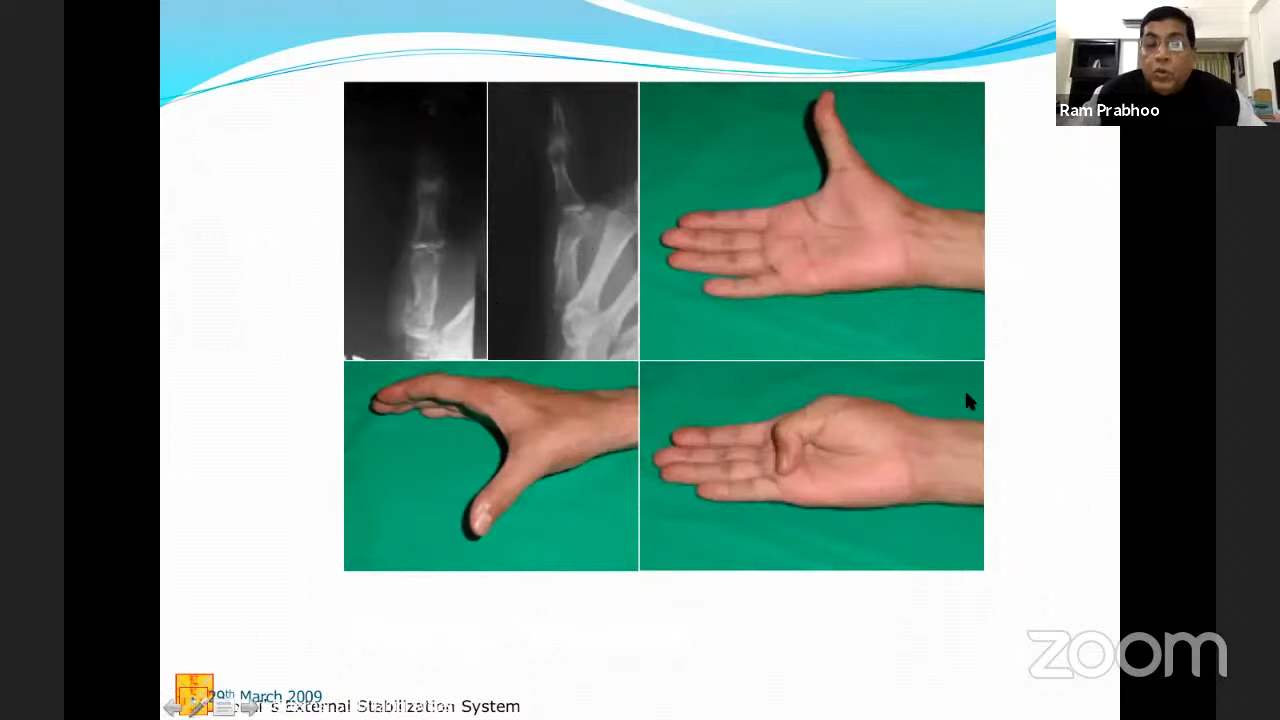 Ram Prabhoo
zoom
29th March 2009
External Stabilization System